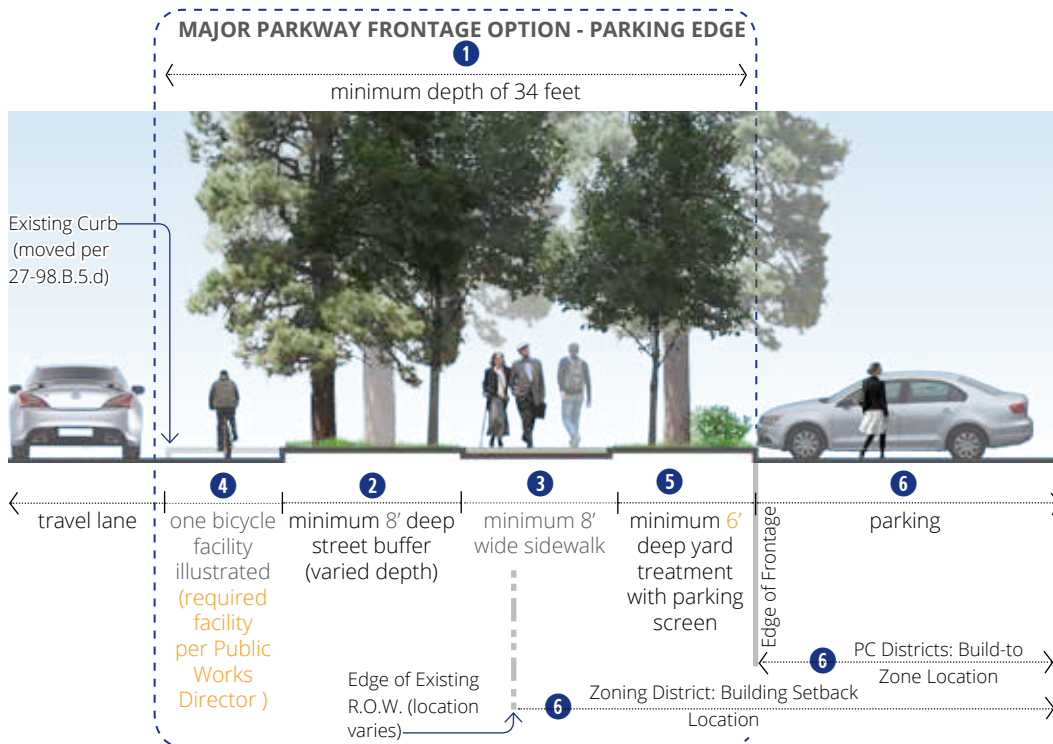 MAJOR PARKWAY FRONTAGE OPTION - PARKING EDGE
1
minimum depth of 34 feet
Existing Curb
(moved per
27-98.B.5.d)
4
2
3
5
6
travel lane
one bicycle
facility
illustrated
(required
facility
per Public
Works
Director )
minimum 8' deep
street buffer
(varied depth)
minimum 8'
wide sidewalk
minimum 6'
deep yard
treatment
with parking
screen
Edge of Frontage
parking
6
PC Districts: Build-to
Zone Location
Edge of Existing
R.O.W. (location
varies)
6
Zoning District: Building Setback
Location